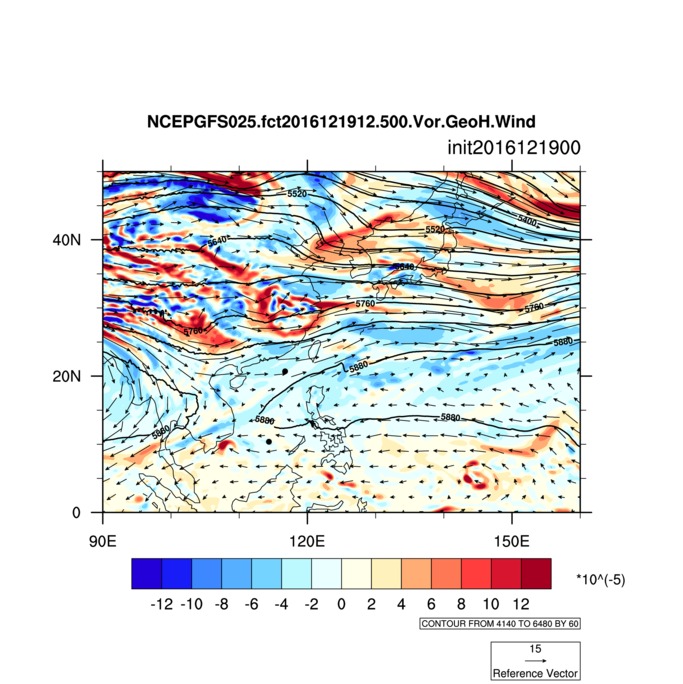 NCEPGFS025.fct2016121912.500.Vor.GeoH.Wind
init2016121900
5520
5400
40N
5640
5520
5640
5760
5760
5760
5880
20N
5880
5880
5880
5880
0
90E 120E 150E
-12 -10 -8 -6 -4 -2 0 2 4 6 8 10 12
*10^(-5)
CONTOUR FROM 4140 TO 6480 BY 60
15
Reference Vector